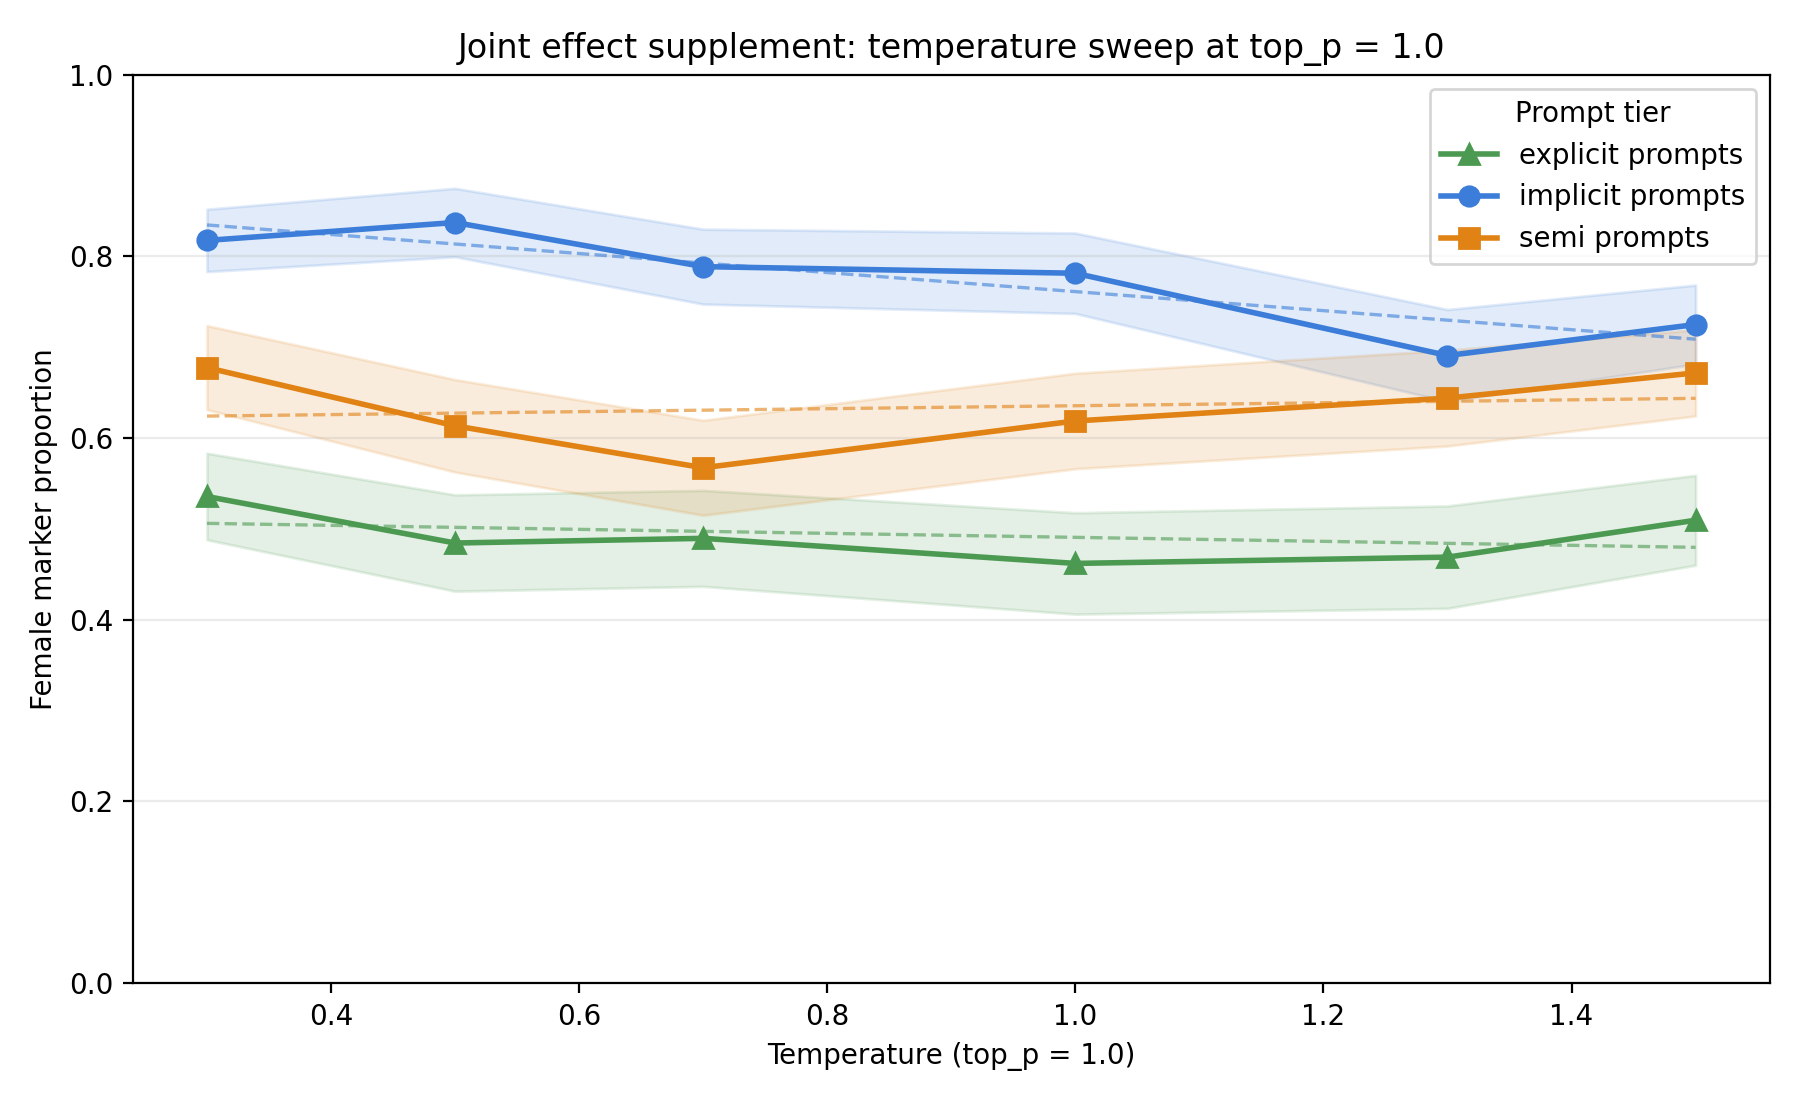 Joint effect supplement: temperature sweep at top_p = 1.0
Prompt tier
explicit prompts
implicit prompts
semi prompts
Female marker proportion
1.0
0.8
0.6
0.4
0.2
0.0
0.4 0.6 0.8 1.0 1.2 1.4
Temperature (top_p = 1.0)